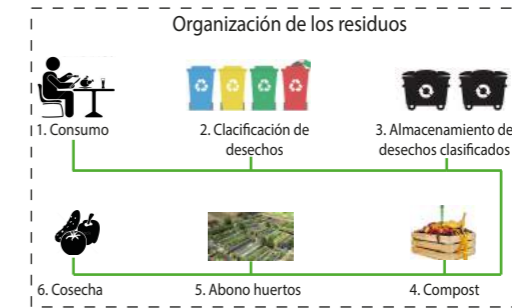 Organización de los residuos
1. Consumo
2. Clacificación de
desechos
3. Almacenamiento de
desechos clasificados
6. Cosecha
5. Abono huertos
4. Compost